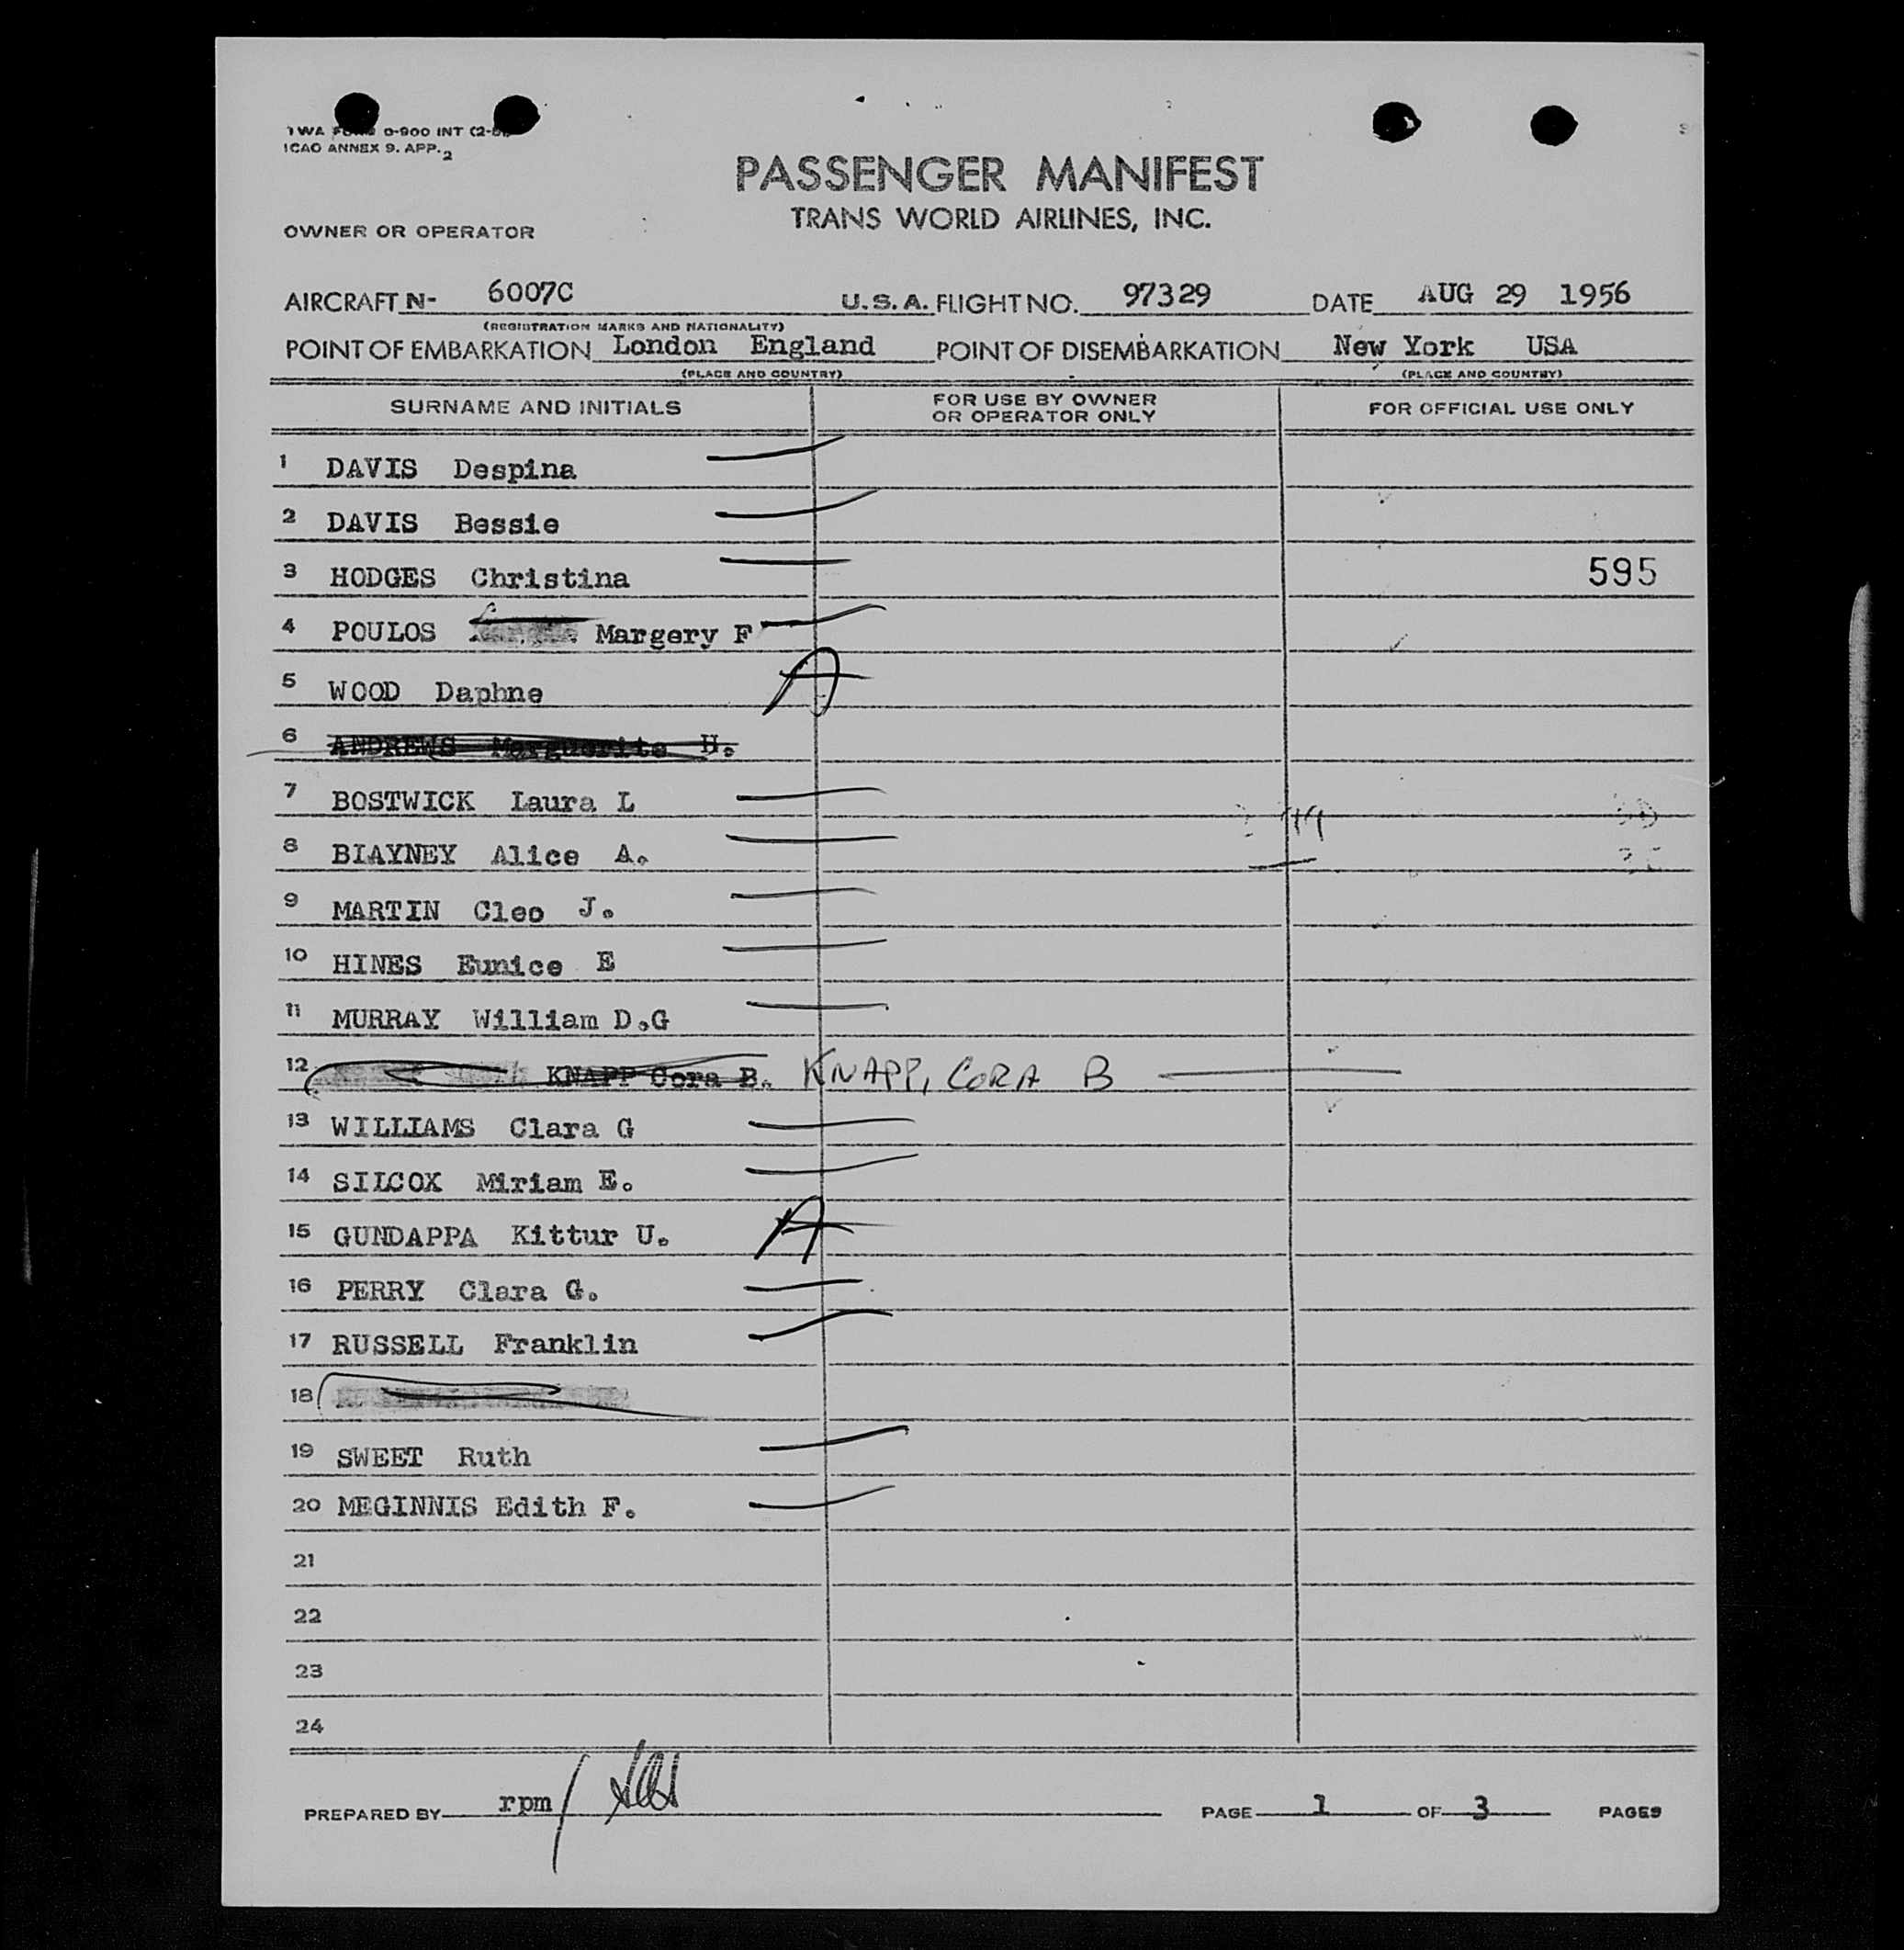 TWA FORM 0-900 INT (2-
ICAO ANNEX 9. APP. 2
PASSENGER MANIFEST
TRANS WORLD AIRLINES, INC.
OWNER OR OPERATOR
AIRCRAFT N- 6007C U.S.A. FLIGHT NO. 97329 DATE AUG 29 1956
(REGISTRATION MARKS AND NATIONALITY)
POINT OF EMBARKATION London England POINT OF DISEMBARKATION New York USA
(PLACE AND COUNTRY) (PLACE AND COUNTRY)
SURNAME AND INITIALS FOR USE BY OWNER OR OPERATOR ONLY FOR OFFICIAL USE ONLY
1 DAVIS Despina
2 DAVIS Bessie
3 HODGES Christina 595
4 POULOS Margery F
5 WOOD Daphne A
6 ANDREWS Marguerite H.
7 BOSTWICK Laura L
8 BLAYNEY Alice A.
9 MARTIN Cleo J.
10 HINES Eunice E
11 MURRAY William D.G
12 KNAPP Cora B. KNAPP, CORA B
13 WILLIAMS Clara G
14 SILCOX Miriam E.
15 GUNDAPPA Kittur U. A
16 PERRY Clara G.
17 RUSSELL Franklin
18
19 SWEET Ruth
20 MEGINNIS Edith F.
21
22
23
24
PREPARED BY rpm/ PAGE 1 OF 3 PAGES